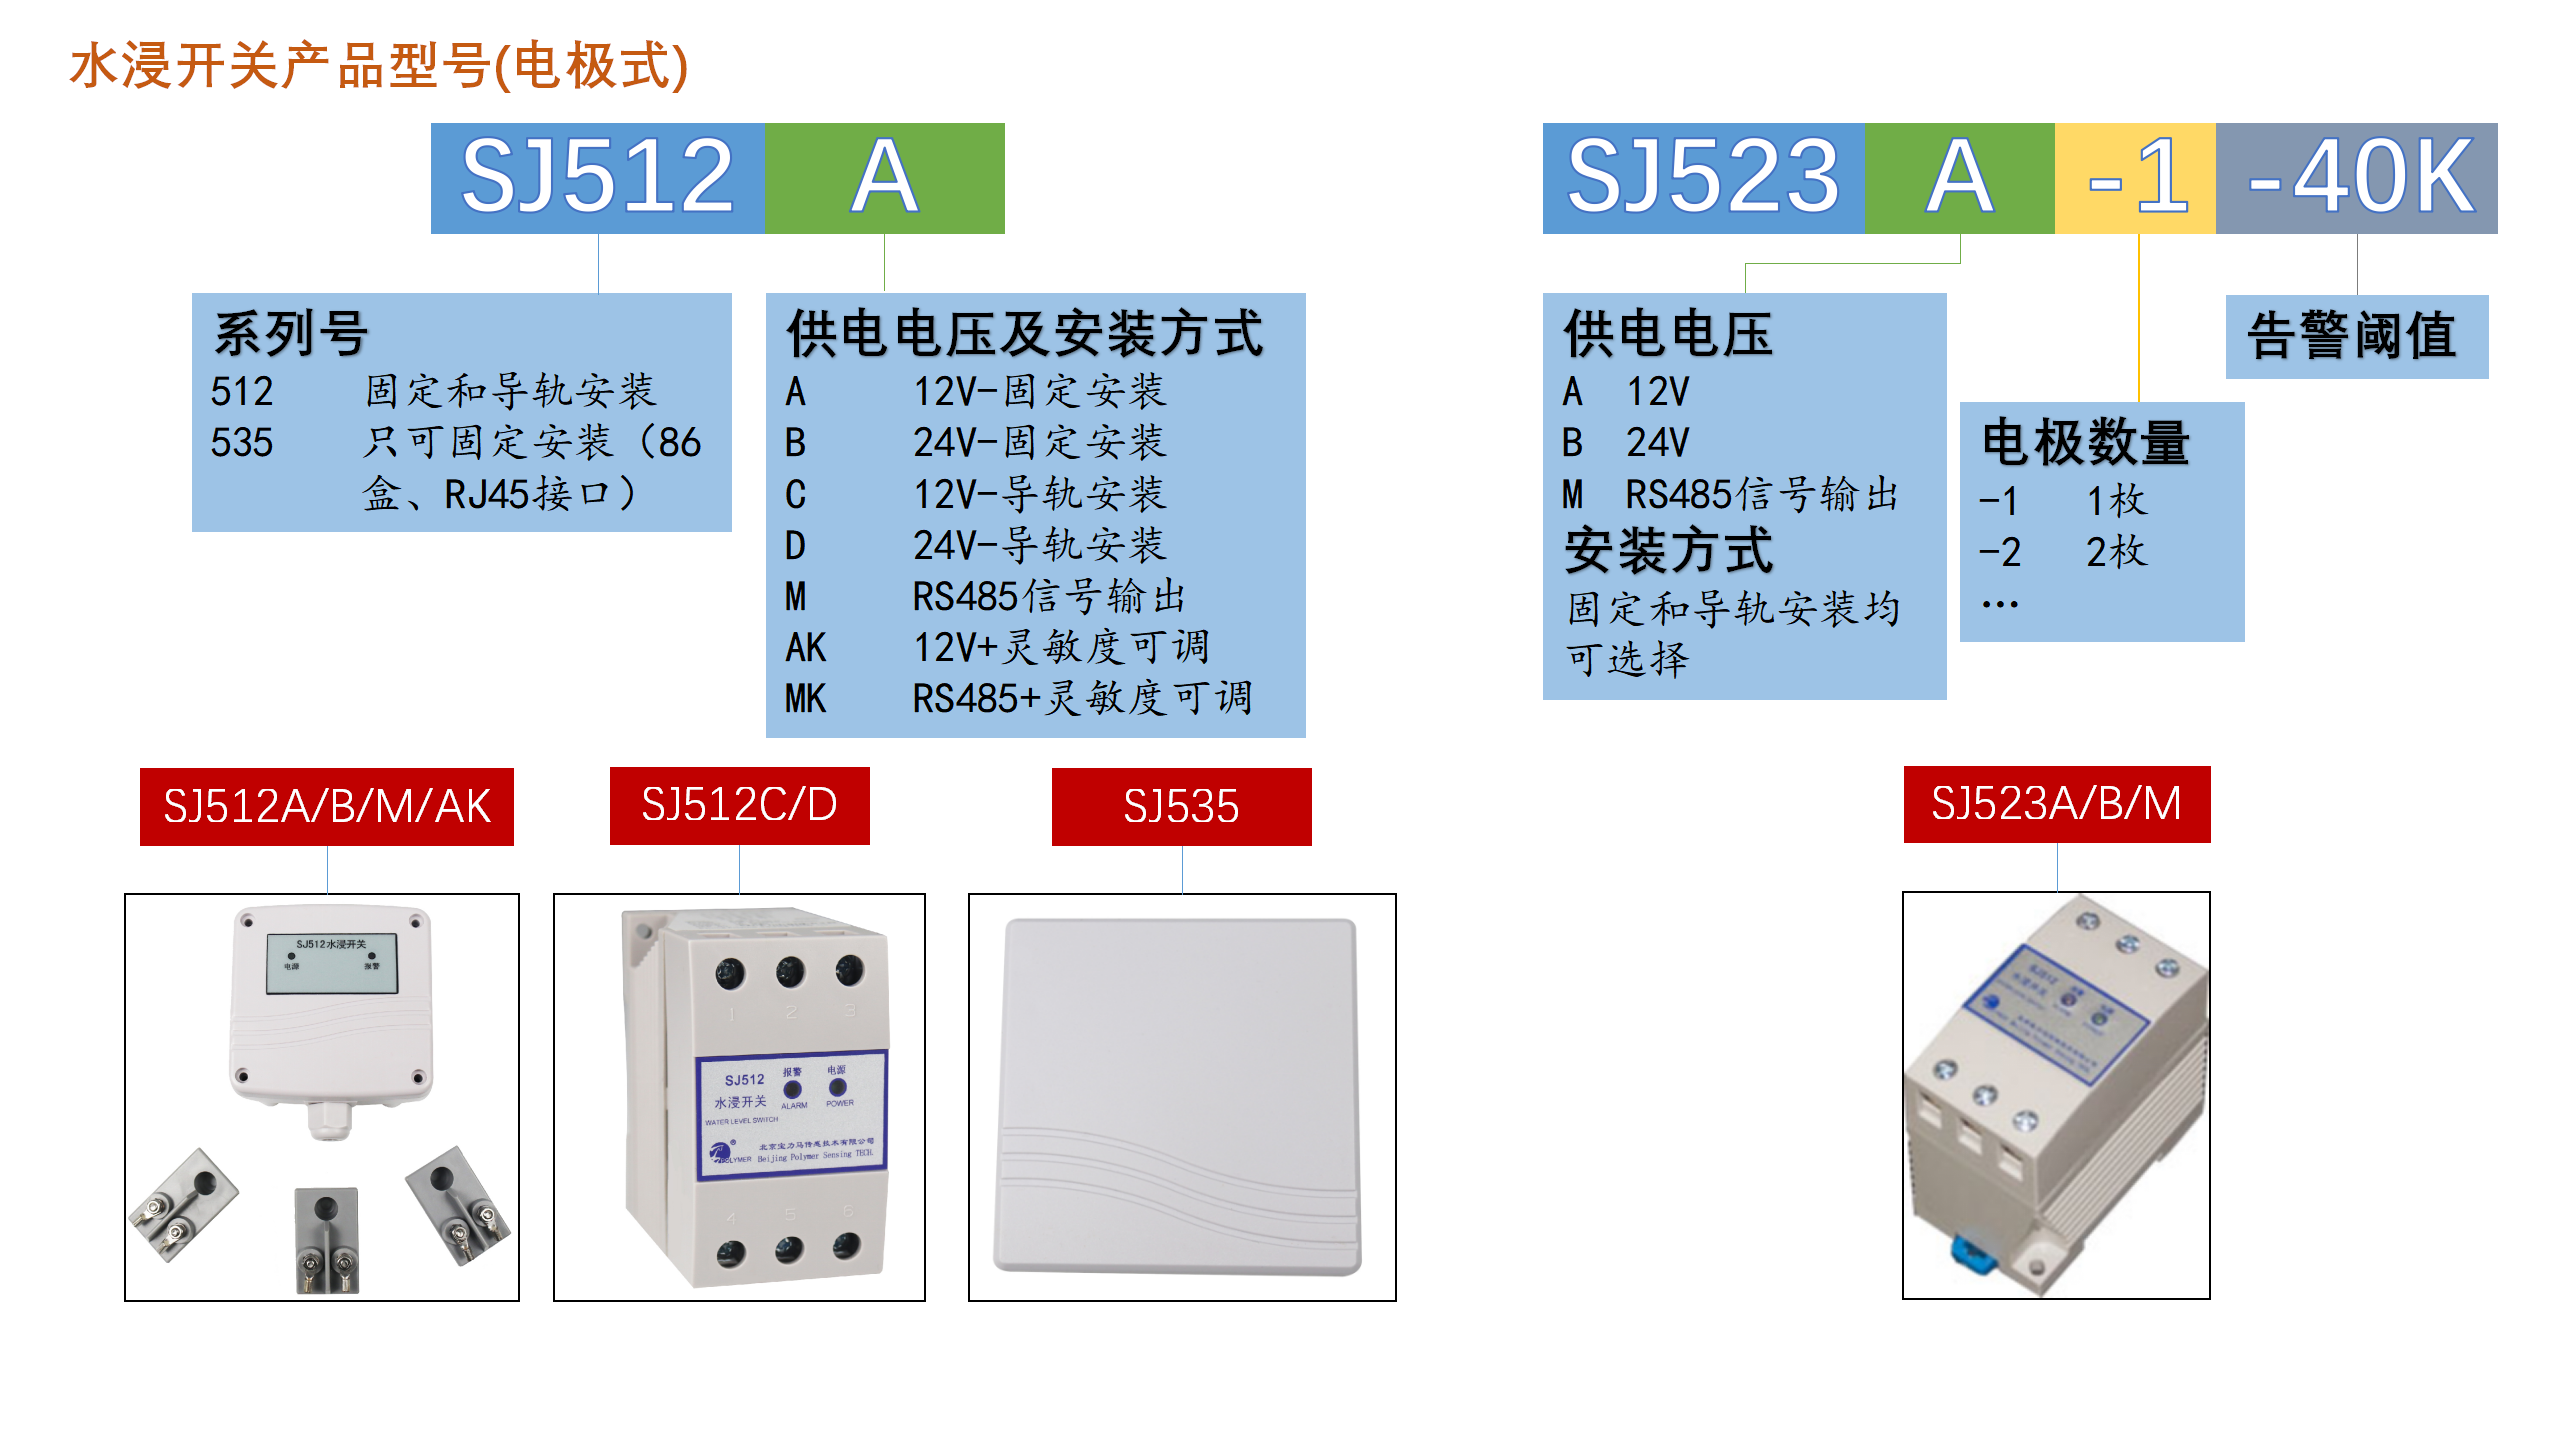 水浸开关产品型号(电极式)
SJ512 A
系列号
512 固定和导轨安装
535 只可固定安装（86
盒、RJ45接口）
供电电压及安装方式
A 12V-固定安装
B 24V-固定安装
C 12V-导轨安装
D 24V-导轨安装
M RS485信号输出
AK 12V+灵敏度可调
MK RS485+灵敏度可调
SJ523 A -1 -40K
供电电压
A 12V
B 24V
M RS485信号输出
安装方式
固定和导轨安装均
可选择
电极数量
-1 1枚
-2 2枚
…
告警阈值
SJ512A/B/M/AK
SJ512水浸开关
电源 报警
SJ512C/D
1 2 3
SJ512 报警 电源
水浸开关 ALARM POWER
WATER LEVEL SWITCH
北京宝力马传感技术有限公司
Beijing Polymer Sensing TECH.
4 5 6
SJ535
SJ523A/B/M
SJ512
水浸开关